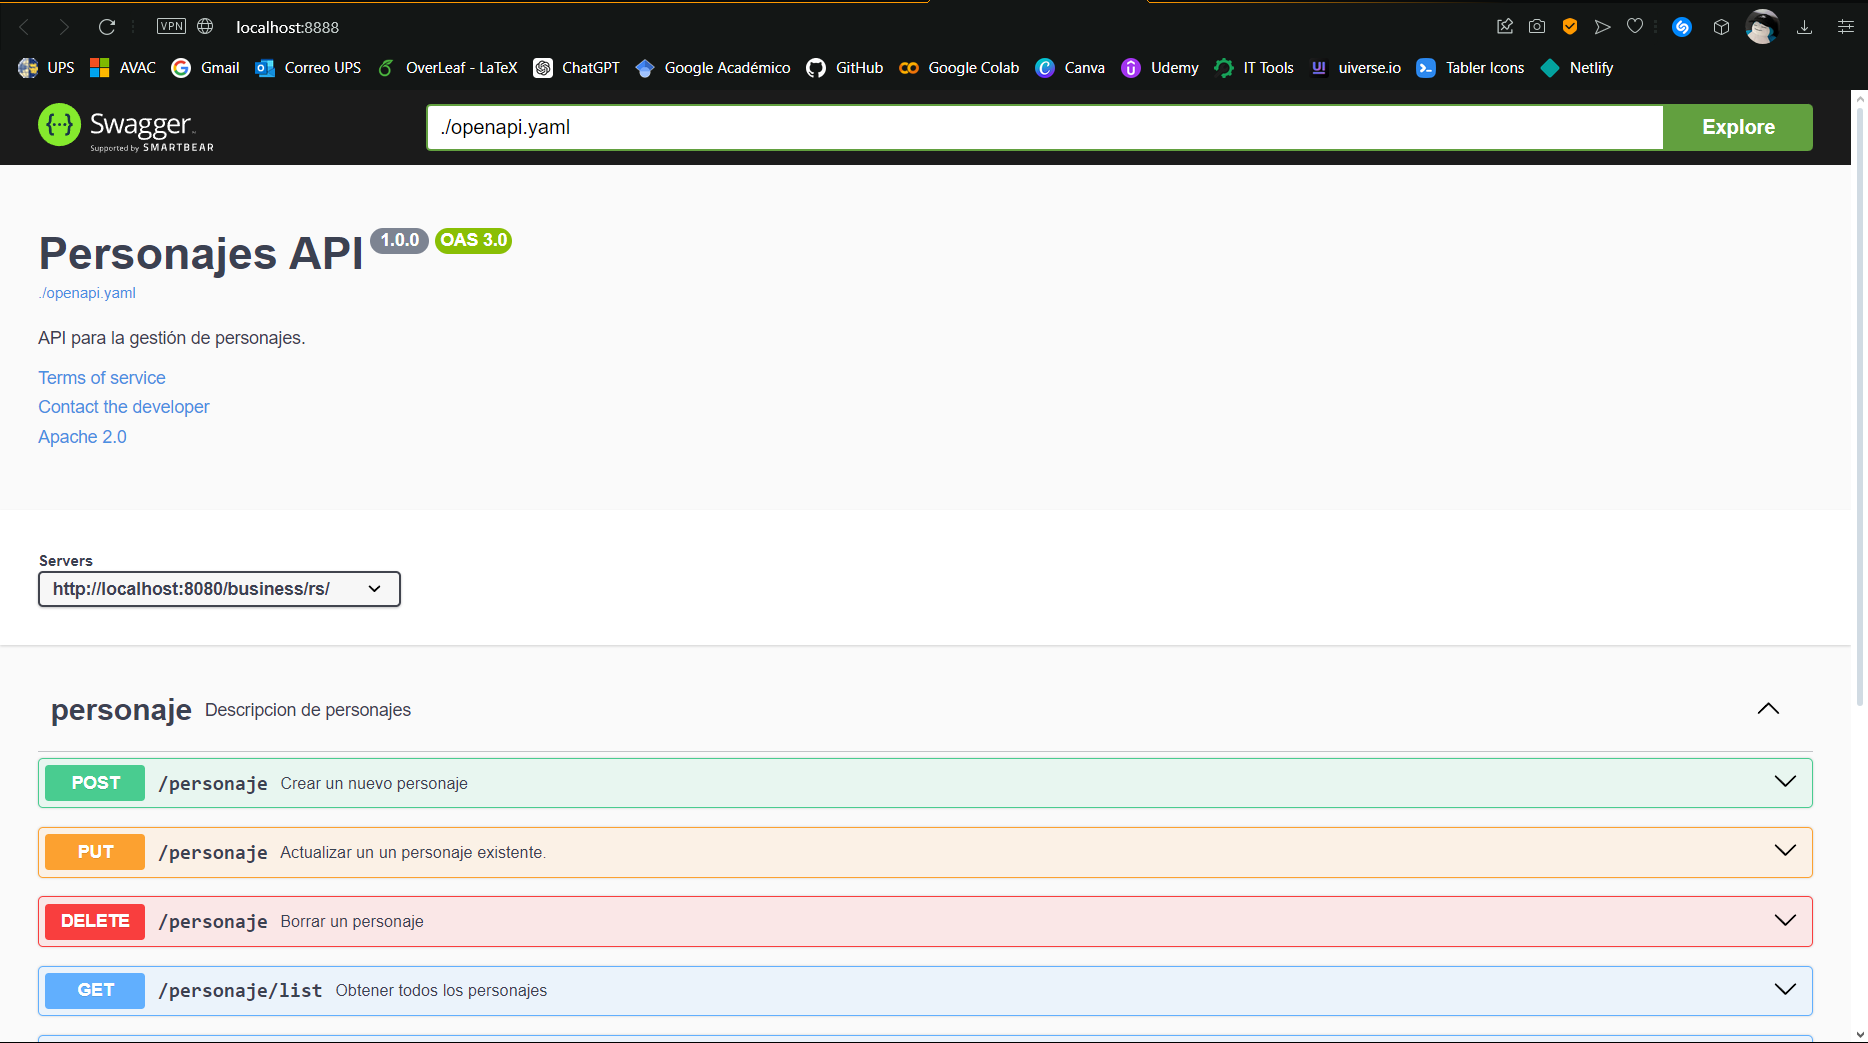 VPN localhost:8888
UPS AVAC Gmail Correo UPS OverLeaf - LaTeX ChatGPT Google Académico GitHub Google Colab Canva Udemy IT Tools uiverse.io Tabler Icons Netlify
Swagger ./openapi.yaml Explore
Supported by SMARTBEAR
Personajes API 1.0.0 OAS 3.0
./openapi.yaml
API para la gestión de personajes.
Terms of service
Contact the developer
Apache 2.0
Servers
http://localhost:8080/business/rs/
personaje Descripcion de personajes
POST /personaje Crear un nuevo personaje
PUT /personaje Actualizar un un personaje existente.
DELETE /personaje Borrar un personaje
GET /personaje/list Obtener todos los personajes